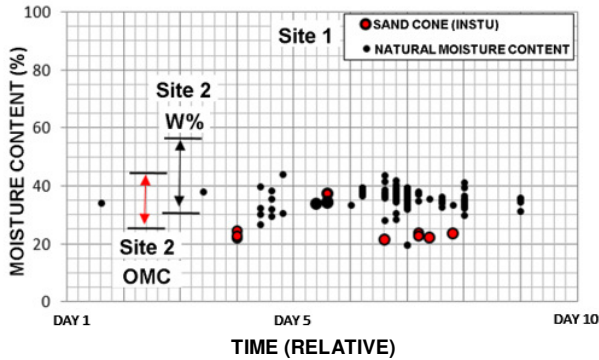 100
80
60
40
20
0
MOISTURE CONTENT (%)
Site 1
SAND CONE (INSTU)
NATURAL MOISTURE CONTENT
Site 2
W%
Site 2
OMC
DAY 1
DAY 5
DAY 10
TIME (RELATIVE)